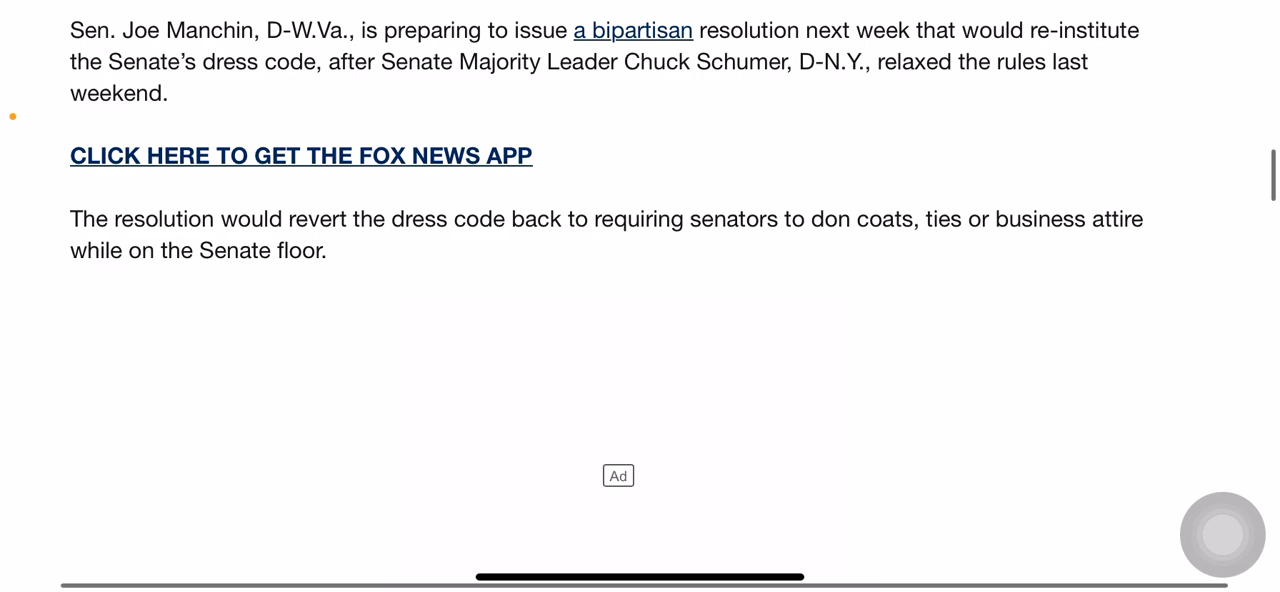 Sen. Joe Manchin, D-W.Va., is preparing to issue a bipartisan resolution next week that would re-institute
the Senate’s dress code, after Senate Majority Leader Chuck Schumer, D-N.Y., relaxed the rules last
weekend.
CLICK HERE TO GET THE FOX NEWS APP
The resolution would revert the dress code back to requiring senators to don coats, ties or business attire
while on the Senate floor.
Ad